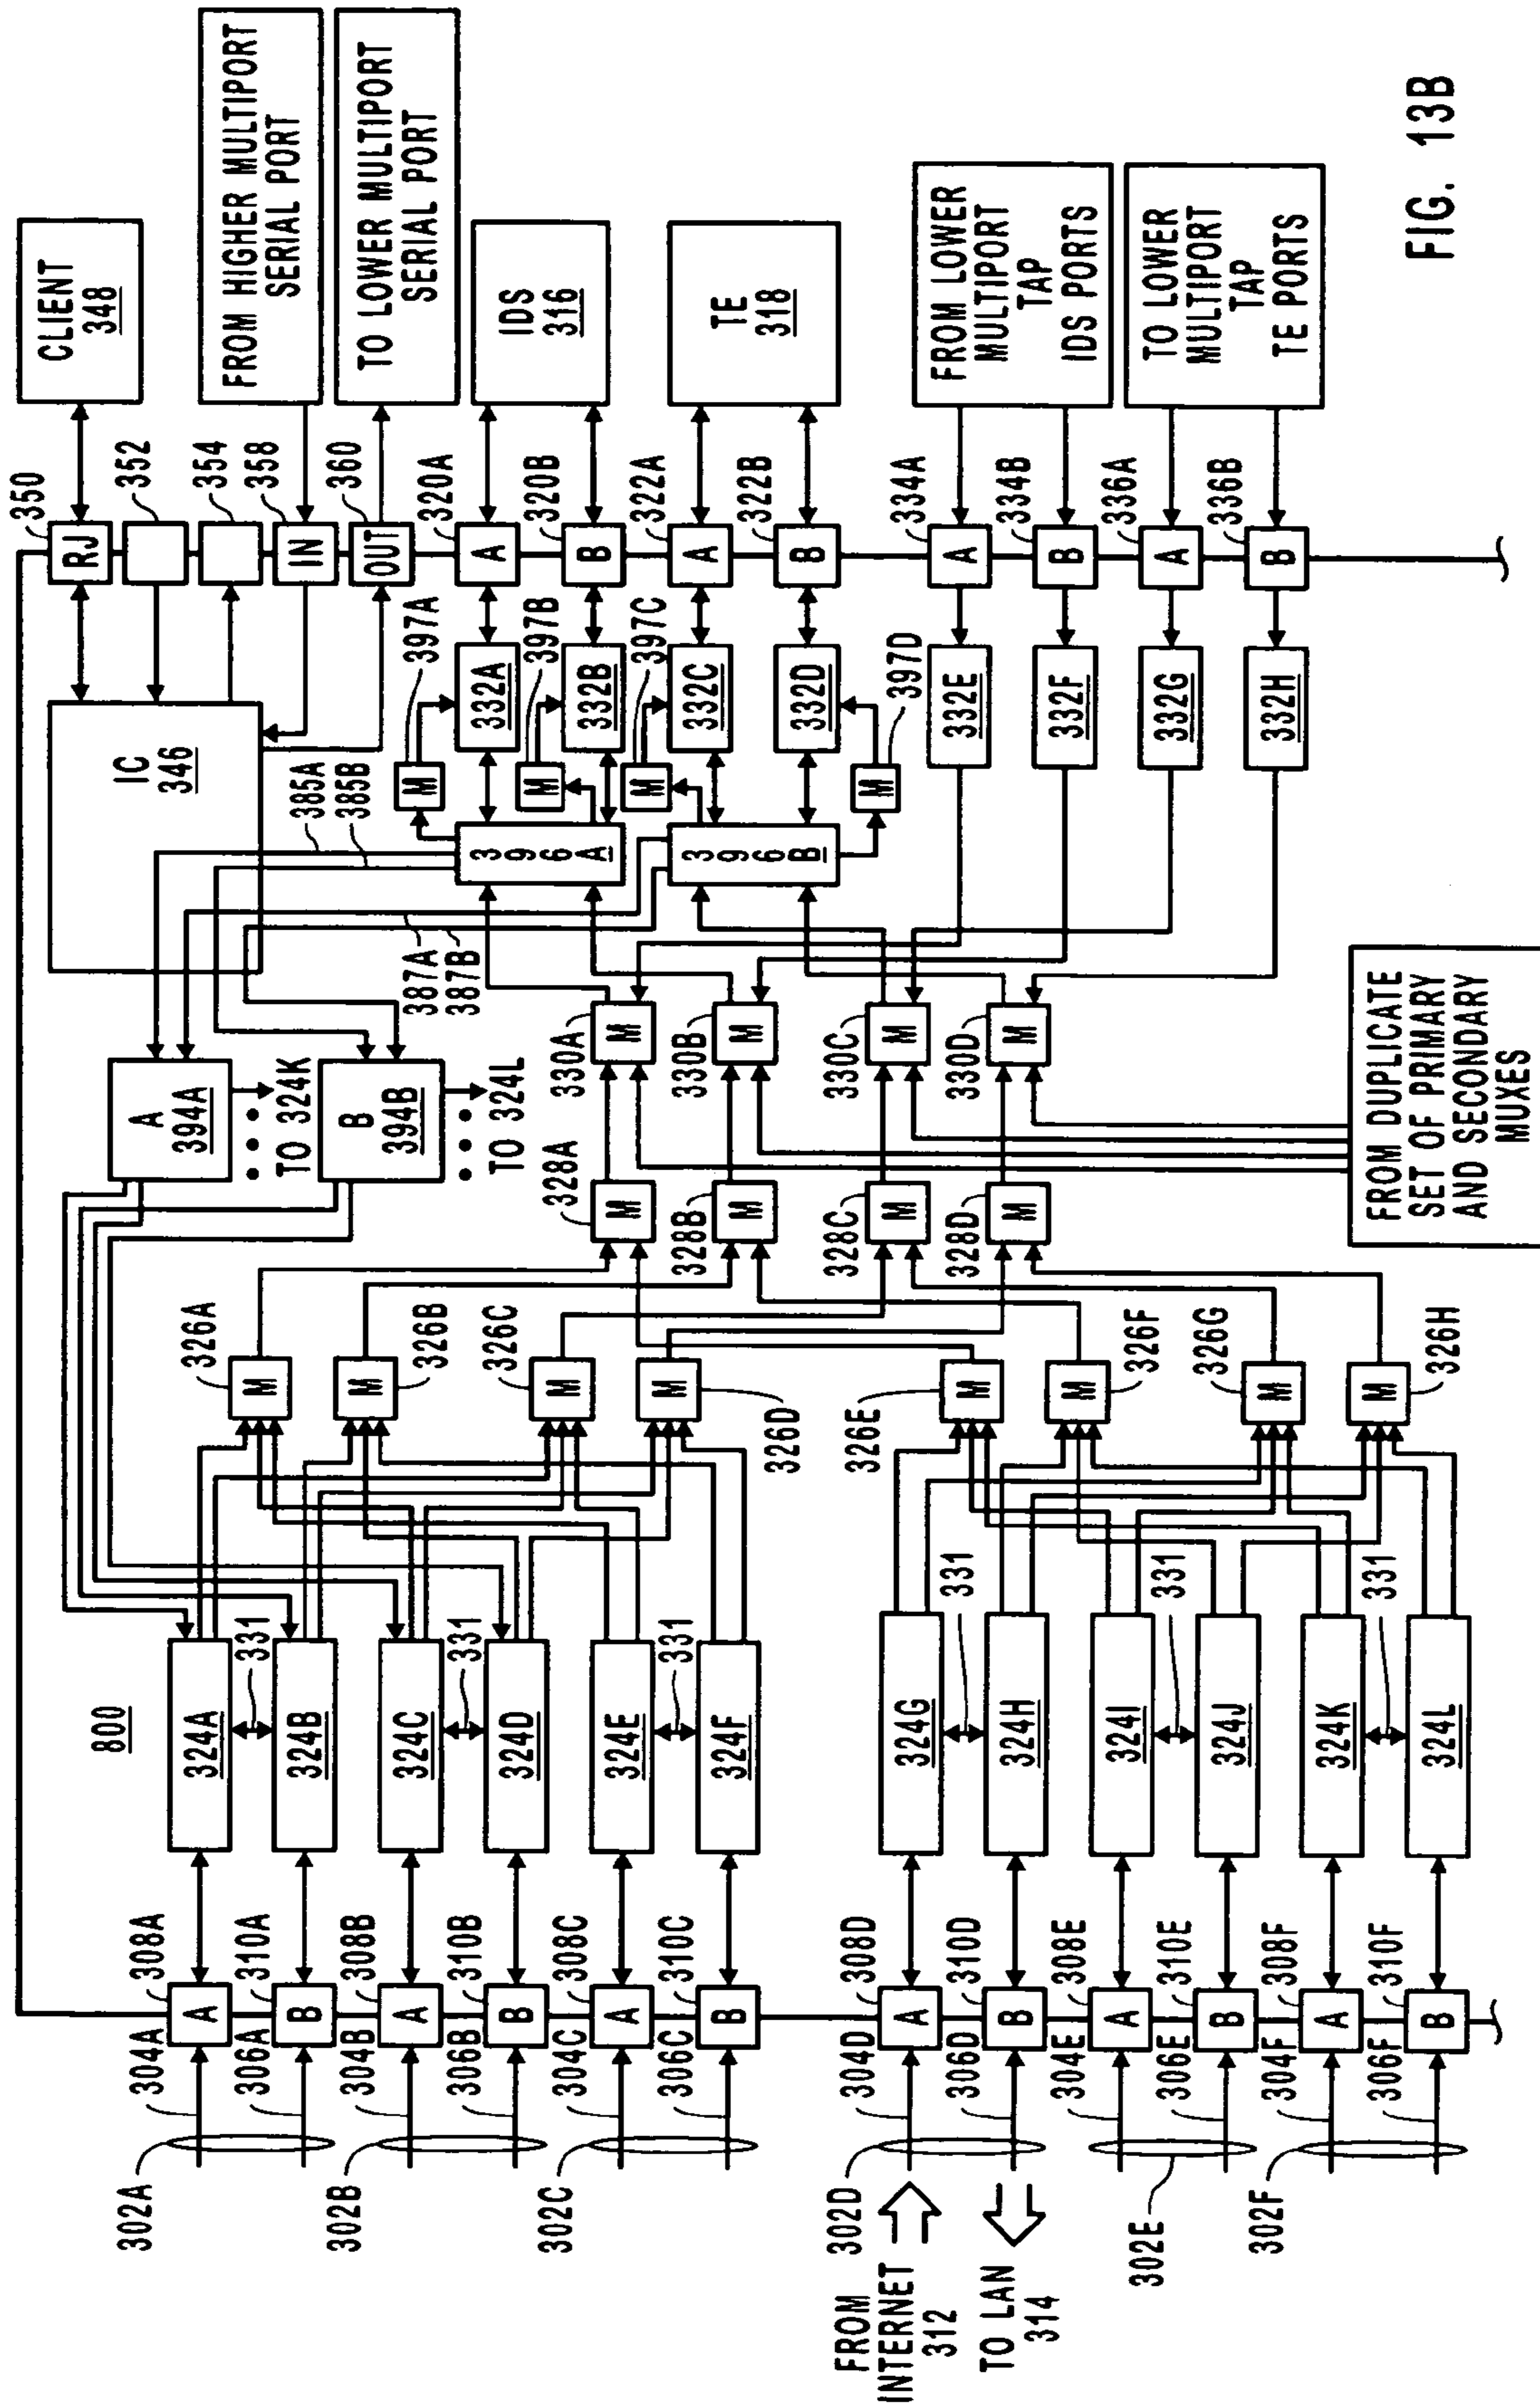 800
302A
304A
306A
308A
310A
302B
304B
306B
308B
310B
302C
304C
306C
308C
310C
302D
304D
306D
308D
310D
302E
304E
306E
308E
310E
302F
304F
306F
308F
310F
FROM
INTERNET
312
TO LAN
314
A
B
A
B
A
B
A
B
A
B
A
B
324A
331
324B
324C
331
324D
324E
331
324F
324G
331
324H
324I
331
324J
324K
331
324L
326A
M
326B
M
326C
M
326D
M
326E
M
326F
M
326G
M
326H
M
A
394A
TO 324K
B
394B
TO 324L
328A
M
328B
M
328C
M
328D
M
330A
M
330B
M
330C
M
330D
M
FROM DUPLICATE
SET OF PRIMARY
AND SECONDARY
MUXES
387A
387B
385A
385B
IC
346
396A
396B
M
397A
M
397B
M
397C
M
397D
332A
332B
332C
332D
332E
332F
332G
332H
350
RJ
352
354
358
IN
360
OUT
320A
A
320B
B
322A
A
322B
B
334A
A
334B
B
336A
A
336B
B
CLIENT
348
FROM HIGHER MULTIPORT
SERIAL PORT
TO LOWER MULTIPORT
SERIAL PORT
IDS
316
TE
318
FROM LOWER
MULTIPORT
TAP
IDS PORTS
TO LOWER
MULTIPORT
TAP
TE PORTS
FIG. 13B